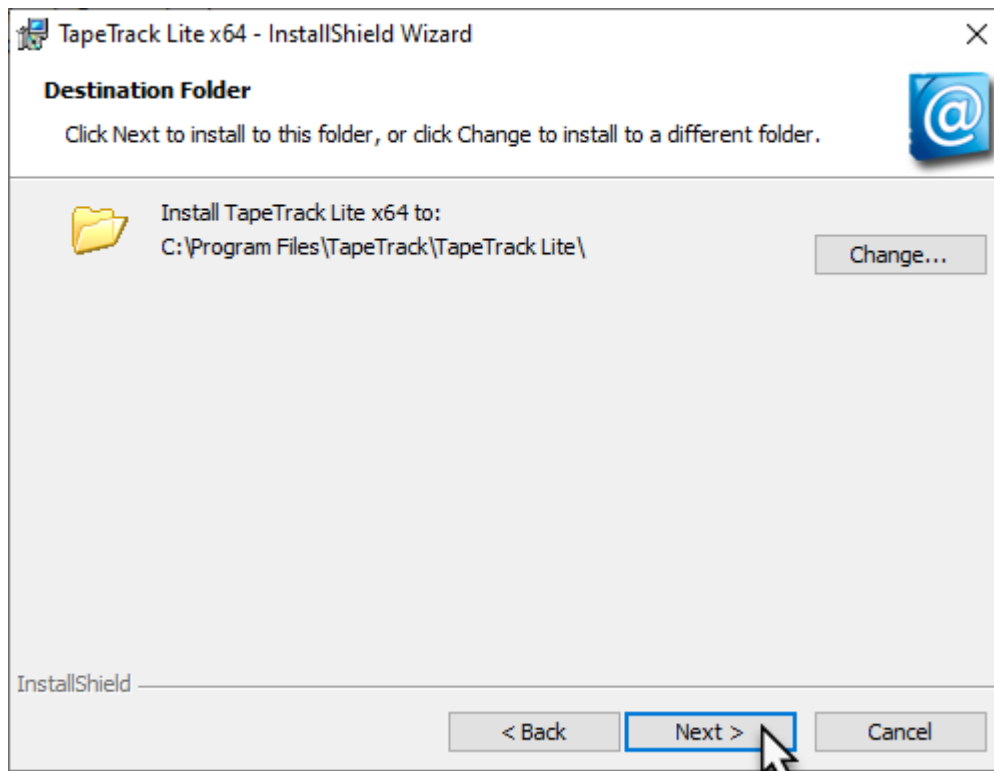 TapeTrack Lite x64 - InstallShield Wizard
Destination Folder
Click Next to install to this folder, or click Change to install to a different folder.
@
Install TapeTrack Lite x64 to:
C:\Program Files\TapeTrack\TapeTrack Lite\
Change...
InstallShield
< Back
Next >
Cancel